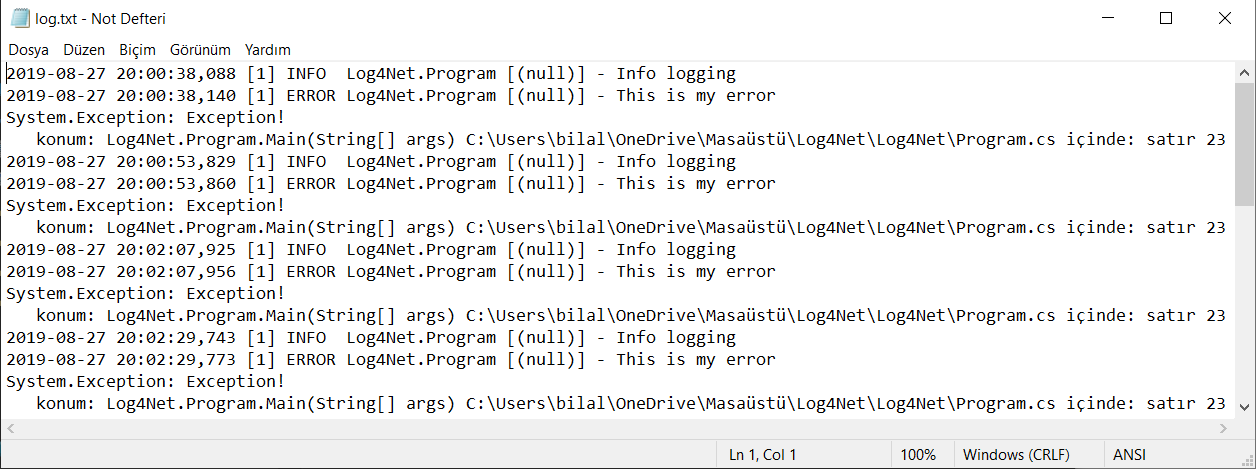 log.txt - Not Defteri
Dosya Düzen Biçim Görünüm Yardım
2019-08-27 20:00:38,088 [1] INFO  Log4Net.Program [(null)] - Info logging
2019-08-27 20:00:38,140 [1] ERROR Log4Net.Program [(null)] - This is my error
System.Exception: Exception!
   konum: Log4Net.Program.Main(String[] args) C:\Users\bilal\OneDrive\Masaüstü\Log4Net\Log4Net\Program.cs içinde: satır 23
2019-08-27 20:00:53,829 [1] INFO  Log4Net.Program [(null)] - Info logging
2019-08-27 20:00:53,860 [1] ERROR Log4Net.Program [(null)] - This is my error
System.Exception: Exception!
   konum: Log4Net.Program.Main(String[] args) C:\Users\bilal\OneDrive\Masaüstü\Log4Net\Log4Net\Program.cs içinde: satır 23
2019-08-27 20:02:07,925 [1] INFO  Log4Net.Program [(null)] - Info logging
2019-08-27 20:02:07,956 [1] ERROR Log4Net.Program [(null)] - This is my error
System.Exception: Exception!
   konum: Log4Net.Program.Main(String[] args) C:\Users\bilal\OneDrive\Masaüstü\Log4Net\Log4Net\Program.cs içinde: satır 23
2019-08-27 20:02:29,743 [1] INFO  Log4Net.Program [(null)] - Info logging
2019-08-27 20:02:29,773 [1] ERROR Log4Net.Program [(null)] - This is my error
System.Exception: Exception!
   konum: Log4Net.Program.Main(String[] args) C:\Users\bilal\OneDrive\Masaüstü\Log4Net\Log4Net\Program.cs içinde: satır 23
Ln 1, Col 1 100% Windows (CRLF) ANSI